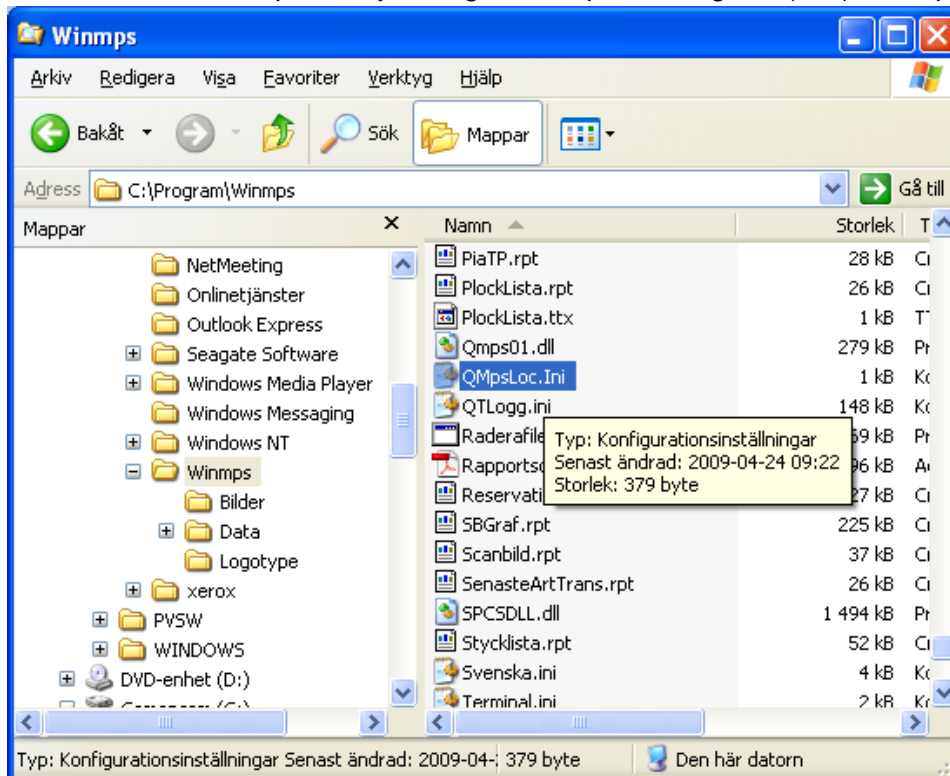 Winmps
Arkiv Redigera Visa Favoriter Verktyg Hjälp
Bakåt Sök Mappar
Adress C:\Program\Winmps Gå till
Mappar
NetMeeting
Onlinetjänster
Outlook Express
Seagate Software
Windows Media Player
Windows Messaging
Windows NT
Winmps
Bilder
Data
Logotype
xerox
PVSW
WINDOWS
DVD-enhet (D:)
Namn Storlek T
PiaTP.rpt 28 kB
PlockLista.rpt 26 kB
PlockLista.ttx 1 kB
Qmps01.dll 279 kB
QMpsLoc.Ini 1 kB
QTLogg.ini 148 kB
Raderafile
Typ: Konfigurationsinställningar
Senast ändrad: 2009-04-24 09:22
Storlek: 379 byte
SBGraf.rpt 225 kB
Scanbild.rpt 37 kB
SenasteArtTrans.rpt 26 kB
SPCSDLL.dll 1 494 kB
Stycklista.rpt 52 kB
Svenska.ini 4 kB
Terminal.ini 2 kB
Typ: Konfigurationsinställningar Senast ändrad: 2009-04- 379 byte Den här datorn